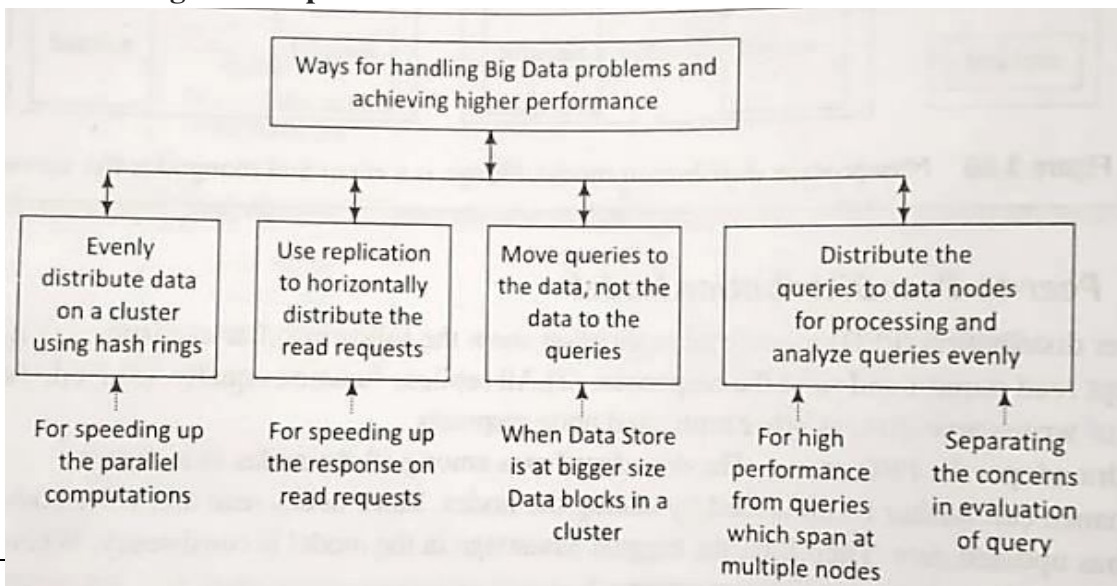 Ways for handling Big Data problems and
achieving higher performance
Evenly
distribute data
on a cluster
using hash rings
Use replication
to horizontally
distribute the
read requests
Move queries to
the data, not the
data to the
queries
Distribute the
queries to data nodes
for processing and
analyze queries evenly
For speeding up
the parallel
computations
For speeding up
the response on
read requests
When Data Store
is at bigger size
Data blocks in a
cluster
For high
performance
from queries
which span at
multiple nodes
Separating
the concerns
in evaluation
of query